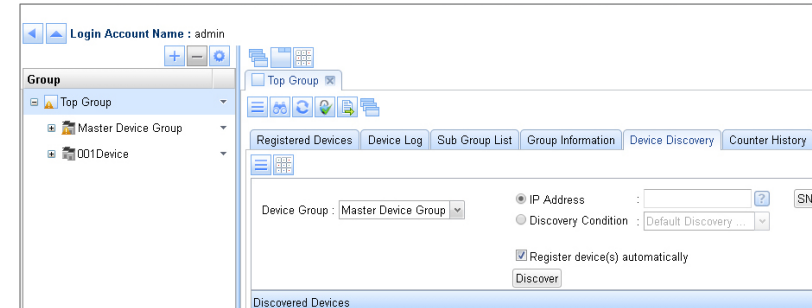 Login Account Name : admin
Group
Top Group
Master Device Group
001Device
Top Group
Registered Devices Device Log Sub Group List Group Information Device Discovery Counter History
Device Group : Master Device Group
IP Address : ? SN
Discovery Condition : Default Discovery ...
Register device(s) automatically
Discover
Discovered Devices